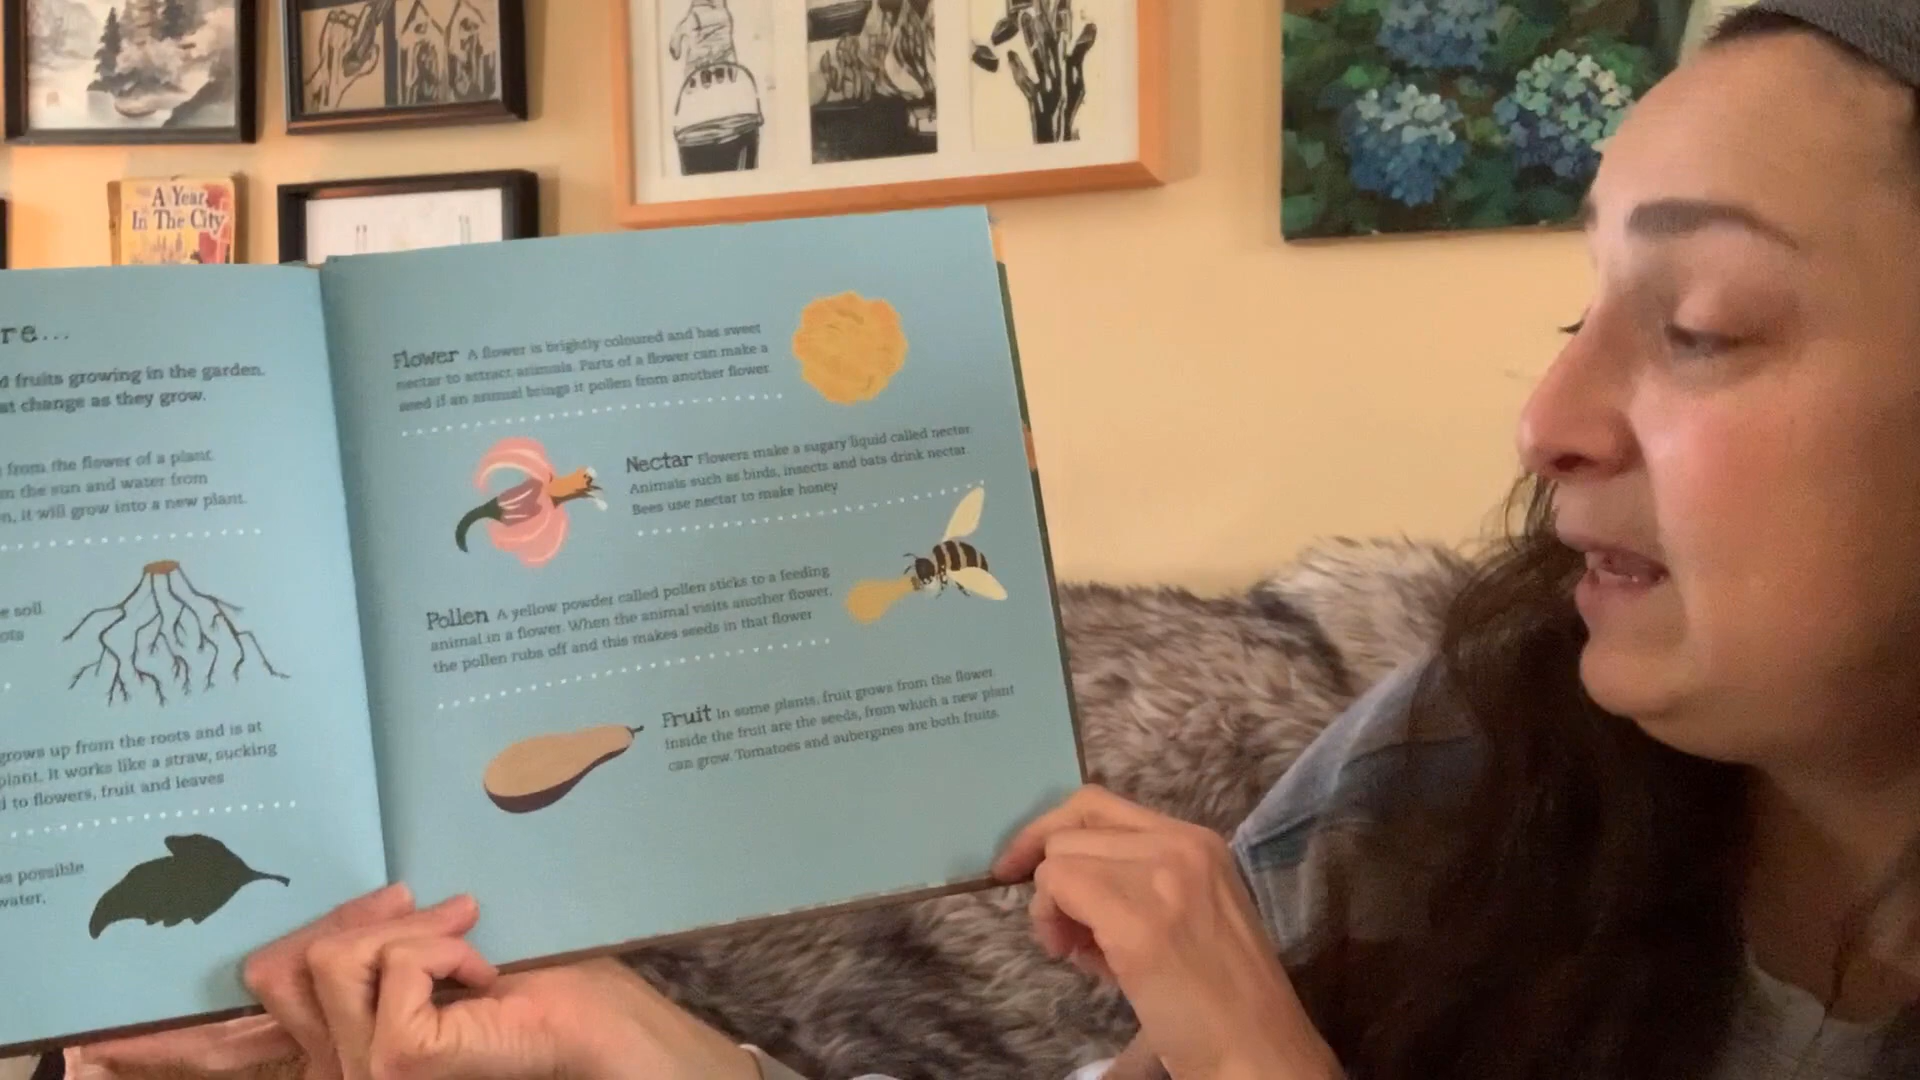 A Year
In The City
re...
d fruits growing in the garden.
at change as they grow.
from the flower of a plant.
m the sun and water from
n, it will grow into a new plant.
e soil
ots
grows up from the roots and is at
plant. It works like a straw, sucking
d to flowers, fruit and leaves
as possible
water.
Flower A flower is brightly coloured and has sweet
nectar to attract animals. Parts of a flower can make a
seed if an animal brings it pollen from another flower.
Nectar Flowers make a sugary liquid called nectar.
Animals such as birds, insects and bats drink nectar.
Bees use nectar to make honey
Pollen A yellow powder called pollen sticks to a feeding
animal in a flower. When the animal visits another flower,
the pollen rubs off and this makes seeds in that flower
Fruit In some plants, fruit grows from the flower.
Inside the fruit are the seeds, from which a new plant
can grow. Tomatoes and aubergines are both fruits.